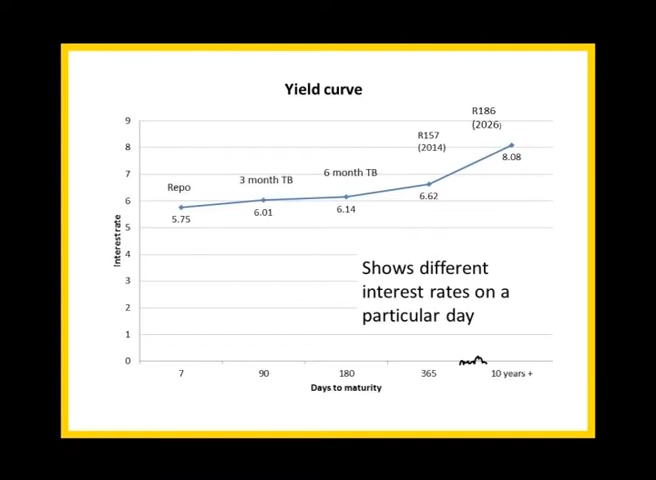 Yield curve
R186
(2026)
R157
(2014)
Repo
3 month TB
6 month TB
9
8
7
6
5
4
3
2
1
0
5.75
6.01
6.14
6.62
8.08
Interest rate
Shows different
interest rates on a
particular day
7
90
180
365
10 years +
Days to maturity